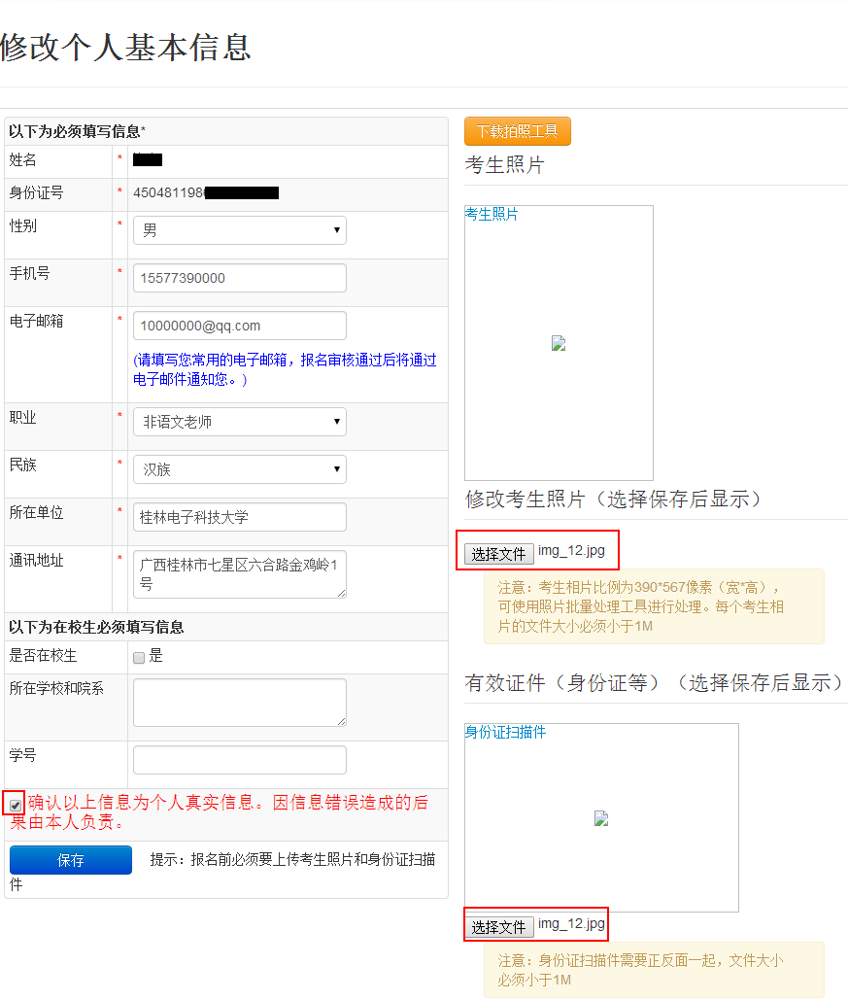 修改个人基本信息
以下为必须填写信息*
姓名 *
身份证号 * 450481198
性别 * 男
手机号 * 15577390000
电子邮箱 * 10000000@qq.com
(请填写您常用的电子邮箱，报名审核通过后将通过
电子邮件通知您。)
职业 * 非语文老师
民族 * 汉族
所在单位 * 桂林电子科技大学
通讯地址 * 广西桂林市七星区六合路金鸡岭1
号
以下为在校生必须填写信息
是否在校生 是
所在学校和院系
学号
确认以上信息为个人真实信息。因信息错误造成的后
果由本人负责。
保存 提示：报名前必须要上传考生照片和身份证扫描
件
下载拍照工具
考生照片
考生照片
修改考生照片（选择保存后显示）
选择文件 img_12.jpg
注意：考生相片比例为390*567像素（宽*高），
可使用照片批量处理工具进行处理。每个考生相
片的文件大小必须小于1M
有效证件（身份证等）（选择保存后显示）
身份证扫描件
选择文件 img_12.jpg
注意：身份证扫描件需要正反面一起，文件大小
必须小于1M